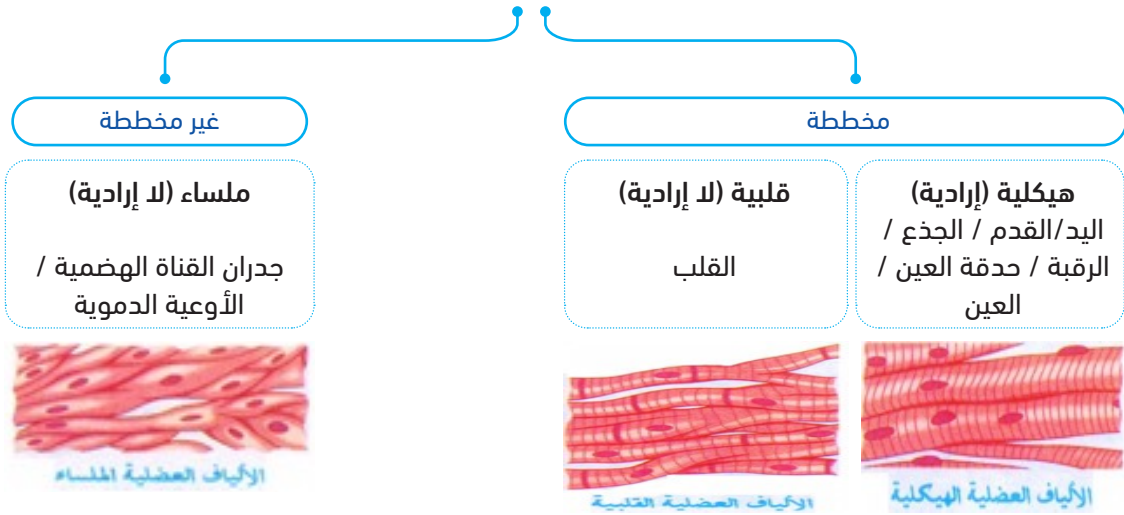 مخططة
غير مخططة
هيكلية (إرادية)
اليد/القدم / الجذع /
الرقبة / حدقة العين /
العين
قلبية (لا إرادية)
القلب
ملساء (لا إرادية)
جدران القناة الهضمية /
الأوعية الدموية
الألياف العضلية الهيكلية
الألياف العضلية القلبية
الألياف العضلية الملساء